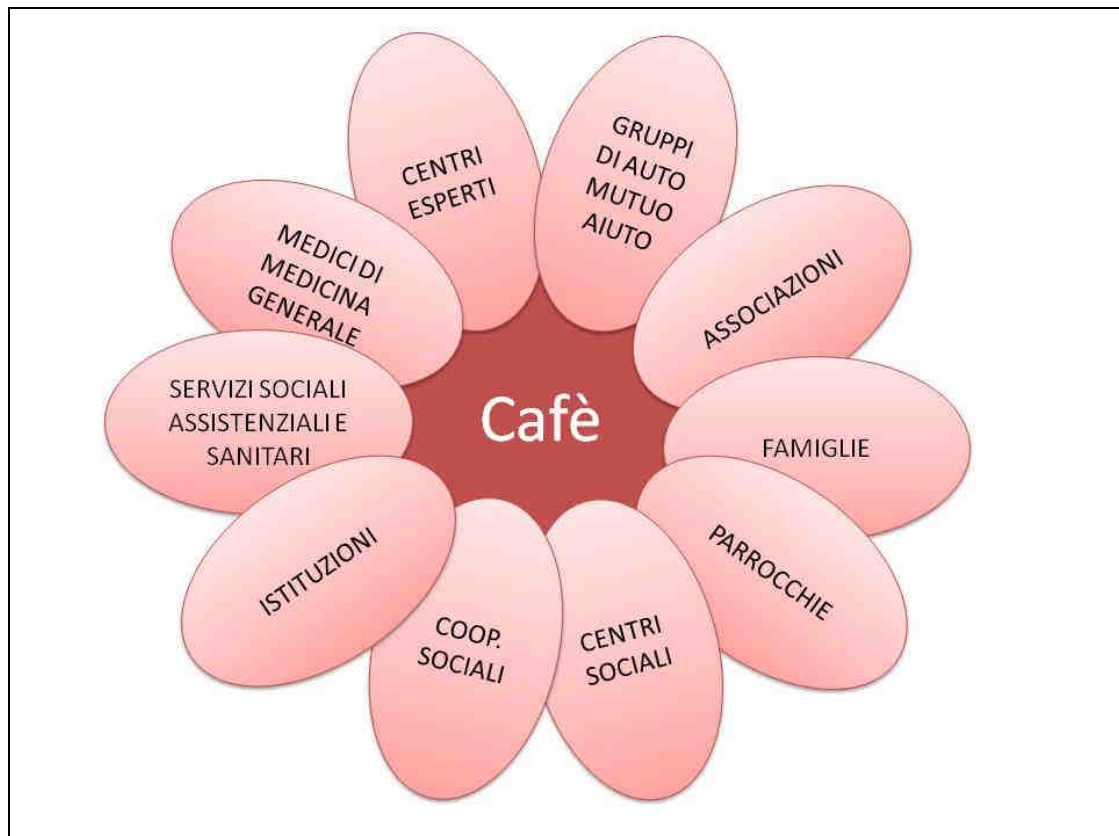 CENTRI
ESPERTI
GRUPPI
DI AUTO
MUTUO
AIUTO
ASSOCIAZIONI
FAMIGLIE
PARROCCHIE
CENTRI
SOCIALI
COOP.
SOCIALI
ISTITUZIONI
SERVIZI SOCIALI
ASSISTENZIALI E
SANITARI
MEDICI DI
MEDICINA
GENERALE
Cafè